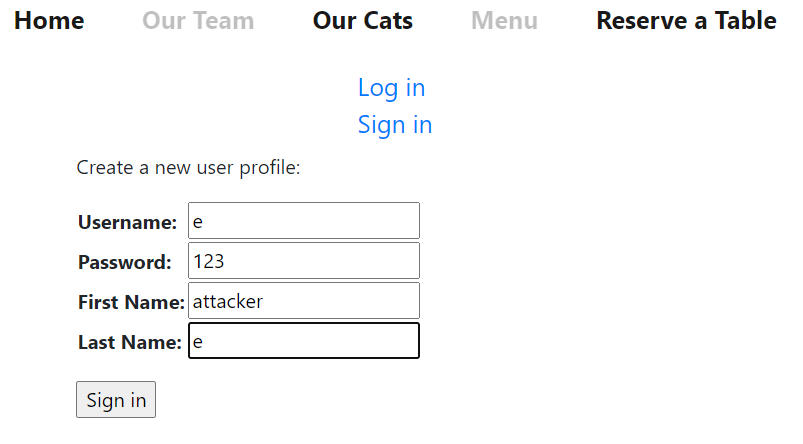 Home Our Team Our Cats Menu Reserve a Table
Log in
Sign in
Create a new user profile:
Username: e
Password: 123
First Name: attacker
Last Name: e
Sign in